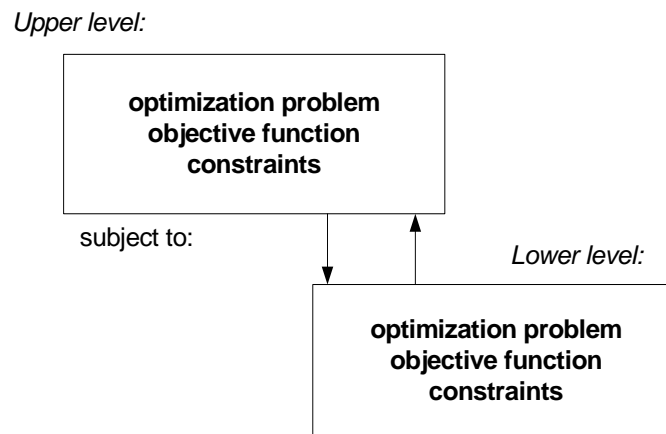 Upper level:
optimization problem
objective function
constraints
subject to:
Lower level:
optimization problem
objective function
constraints